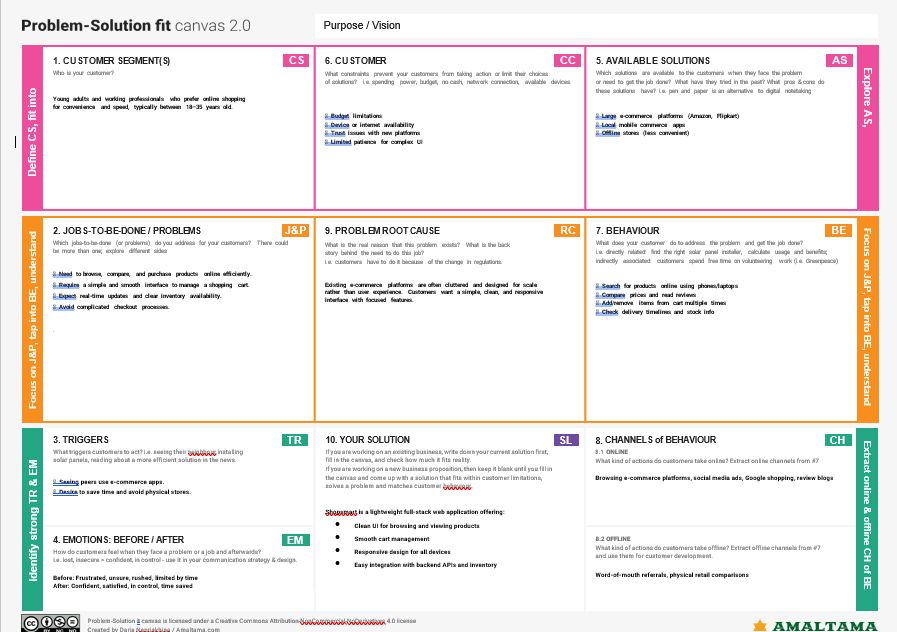 Problem-Solution fit canvas 2.0
Purpose / Vision
Define CS, fit into
1. CUSTOMER SEGMENT(S)
CS
Who is your customer?
Young adults and working professionals who prefer online shopping
for convenience and speed, typically between 18–35 years old.
6. CUSTOMER
CC
What constraints prevent your customers from taking action or limit their choices
of solutions? i.e. spending power, budget, no cash, network connection, available devices.
Budget limitations
Device or internet availability
Trust issues with new platforms
Limited patience for complex UI
5. AVAILABLE SOLUTIONS
AS
Which solutions are available to the customers when they face the problem
or need to get the job done? What have they tried in the past? What pros & cons do
these solutions have? i.e. pen and paper is an alternative to digital notetaking
Large e-commerce platforms (Amazon, Flipkart)
Local mobile commerce apps
Offline stores (less convenient)
Explore AS,
Focus on J&P, tap into BE, understand
2. JOBS-TO-BE-DONE / PROBLEMS
J&P
Which jobs-to-be-done (or problems) do you address for your customers? There could
be more than one; explore different sides
Need to browse, compare, and purchase products online efficiently.
Require a simple and smooth interface to manage a shopping cart.
Expect real-time updates and clear inventory availability.
Avoid complicated checkout processes.
9. PROBLEM ROOT CAUSE
RC
What is the real reason that this problem exists? What is the back
story behind the need to do this job?
i.e. customers have to do it because of the change in regulations.
Existing e-commerce platforms are often cluttered and designed for scale
rather than user experience. Customers want a simple, clean, and responsive
interface with focused features.
7. BEHAVIOUR
BE
What does your customer do to address the problem and get the job done?
i.e. directly related: find the right solar panel installer, calculate usage and benefits;
indirectly associated: customers spend free time on volunteering work (i.e. Greenpeace)
Search for products online using phones/laptops
Compare prices and read reviews
Add/remove items from cart multiple times
Check delivery timelines and stock info
Focus on J&P, tap into BE, understand
Identify strong TR & EM
3. TRIGGERS
TR
What triggers customers to act? i.e. seeing their neighbour installing
solar panels, reading about a more efficient solution in the news.
Seeing peers use e-commerce apps.
Desire to save time and avoid physical stores.
4. EMOTIONS: BEFORE / AFTER
EM
How do customers feel when they face a problem or a job and afterwards?
i.e. lost, insecure > confident, in control - use it in your communication strategy & design.
Before: Frustrated, unsure, rushed, limited by time
After: Confident, satisfied, in control, time saved
10. YOUR SOLUTION
SL
If you are working on an existing business, write down your current solution first,
fill in the canvas, and check how much it fits reality.
If you are working on a new business proposition, then keep it blank until you fill in
the canvas and come up with a solution that fits within customer limitations,
solves a problem and matches customer behaviour.
Shopsmart is a lightweight full-stack web application offering:
● Clean UI for browsing and viewing products
● Smooth cart management
● Responsive design for all devices
● Easy integration with backend APIs and inventory
8. CHANNELS of BEHAVIOUR
CH
8.1 ONLINE
What kind of actions do customers take online? Extract online channels from #7
Browsing e-commerce platforms, social media ads, Google shopping, review blogs
8.2 OFFLINE
What kind of actions do customers take offline? Extract offline channels from #7
and use them for customer development.
Word-of-mouth referrals, physical retail comparisons
Extract online & offline CH of BE
CC BY NC ND
Problem-Solution fit canvas is licensed under a Creative Commons Attribution-NonCommercial-NoDerivatives 4.0 license
Created by Daria Nepriakhina / Amaltama.com
AMALTAMA